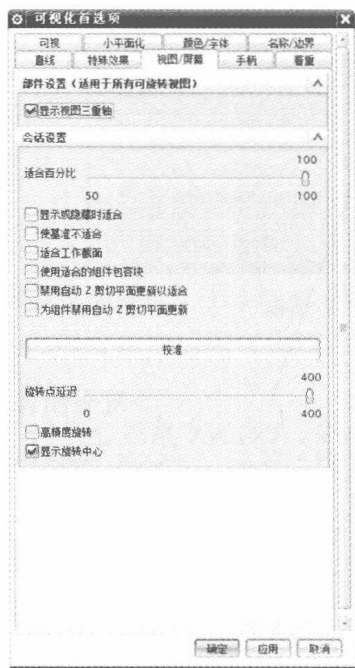 可视化首选项
可视 小平面化 颜色/字体 名称/边界
直线 特殊效果 视图/屏幕 手柄 着重
部件设置（适用于所有可旋转视图）
显示视图三重轴
会话设置
100
适合百分比
50 100
显示或隐藏时适合
使基准不适合
适合工作截面
使用适合的组件包容块
禁用自动 Z 剪切平面更新以适合
为组件禁用自动 Z 剪切平面更新
校准
400
旋转点延迟
0 400
高精度旋转
显示旋转中心
确定 应用 取消